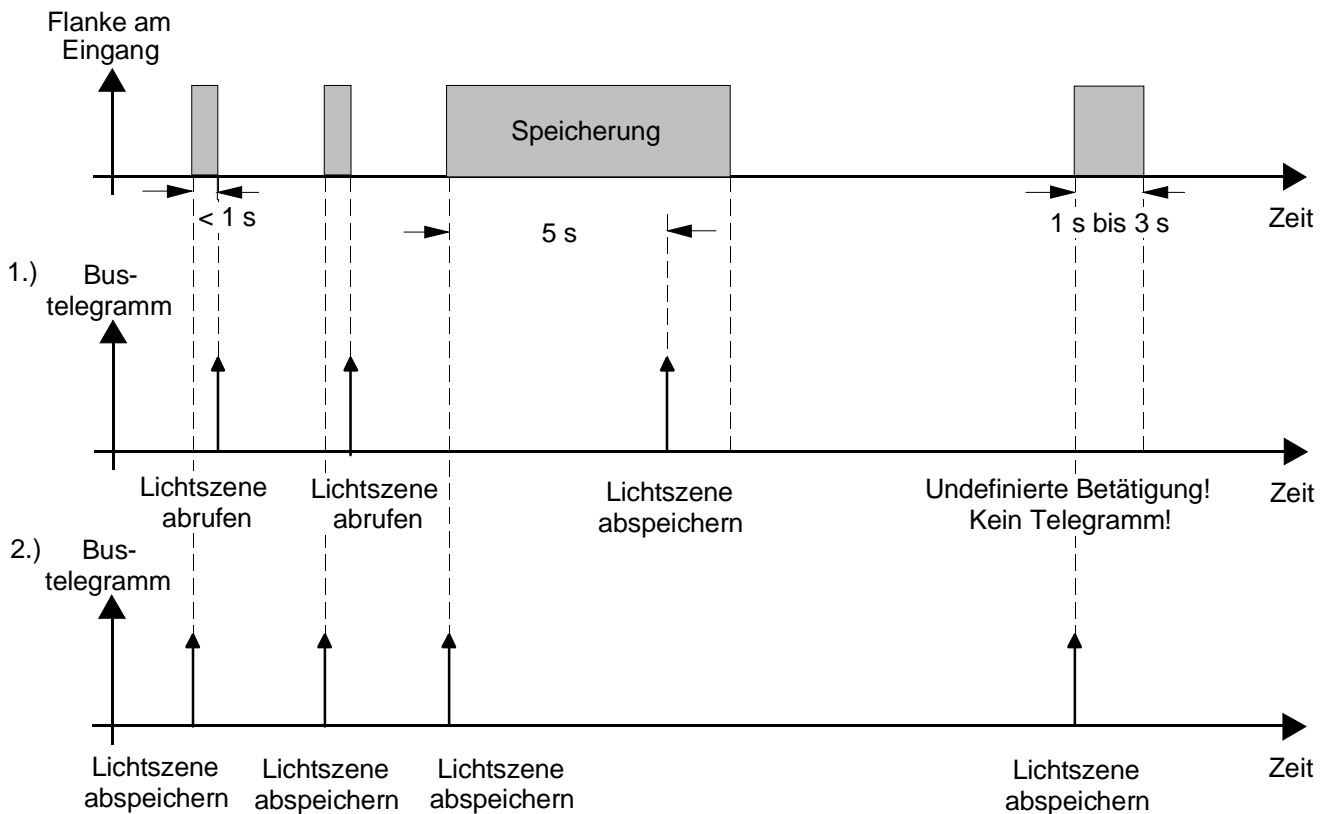 Flanke am
Eingang
Speicherung
< 1 s
5 s
1 s bis 3 s
Zeit
1.) Bus-
telegramm
Lichtszene
abrufen
Lichtszene
abrufen
Lichtszene
abspeichern
Undefinierte Betätigung!
Kein Telegramm!
Zeit
2.) Bus-
telegramm
Lichtszene
abspeichern
Lichtszene
abspeichern
Lichtszene
abspeichern
Lichtszene
abspeichern
Zeit